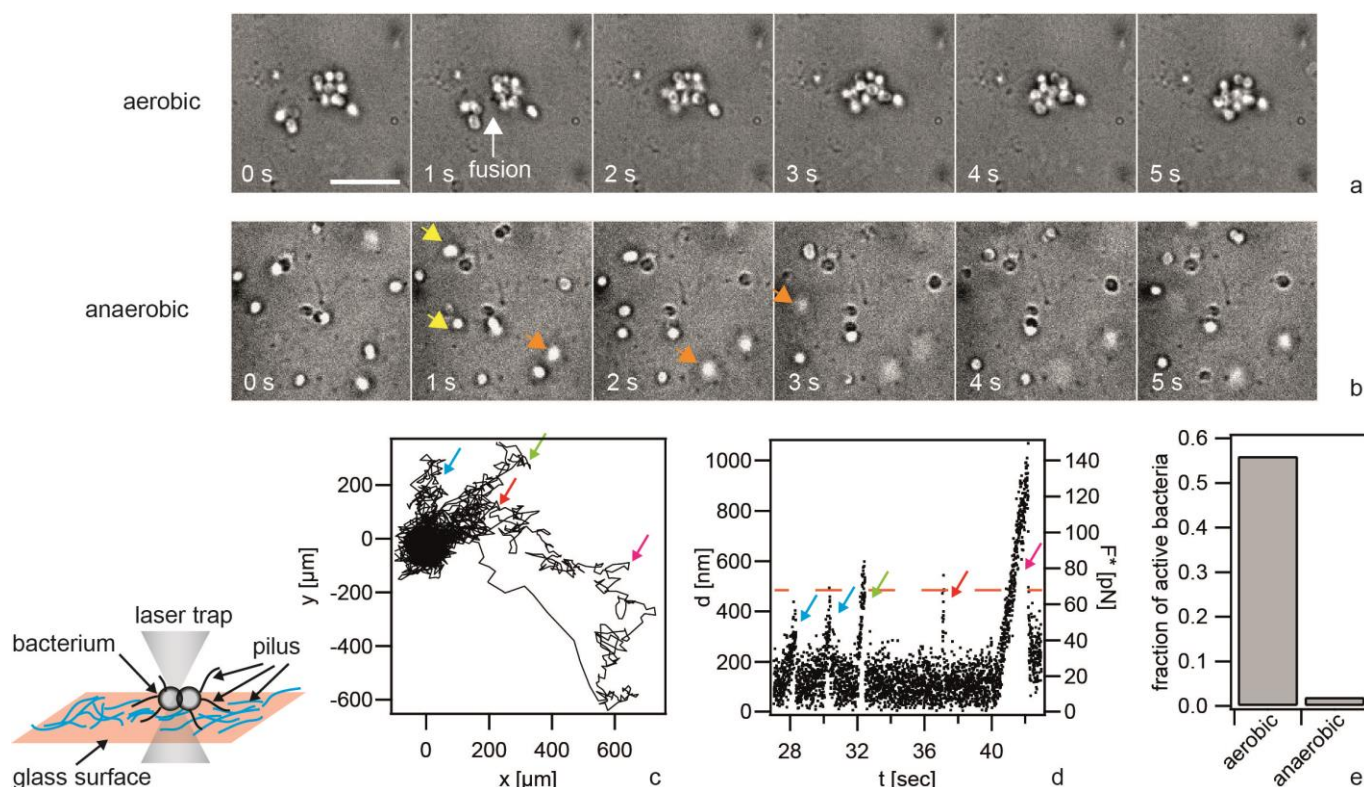 aerobic
0 s
1 s
fusion
2 s
3 s
4 s
5 s
a
anaerobic
0 s
1 s
2 s
3 s
4 s
5 s
b
laser trap
bacterium
pilus
glass surface
y [µm]
200
0
-200
-400
-600
0 200 400 600
x [µm]
c
d [nm]
1000
800
600
400
200
0
28 32 36 40
t [sec]
F* [pN]
140
120
100
80
60
40
20
0
d
fraction of active bacteria
0.6
0.5
0.4
0.3
0.2
0.1
0.0
aerobic
anaerobic
e